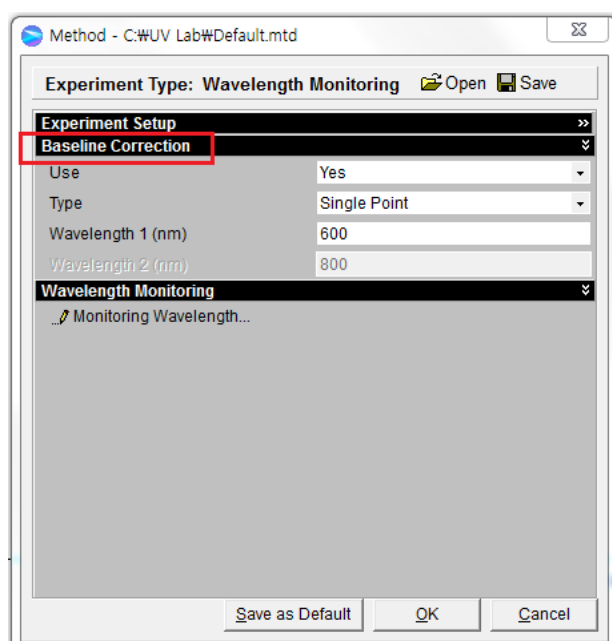 Method - C:₩UV Lab₩Default.mtd
Experiment Type: Wavelength Monitoring Open Save
Experiment Setup
Baseline Correction
Use Yes
Type Single Point
Wavelength 1 (nm) 600
Wavelength 2 (nm) 800
Wavelength Monitoring
Monitoring Wavelength...
Save as Default OK Cancel